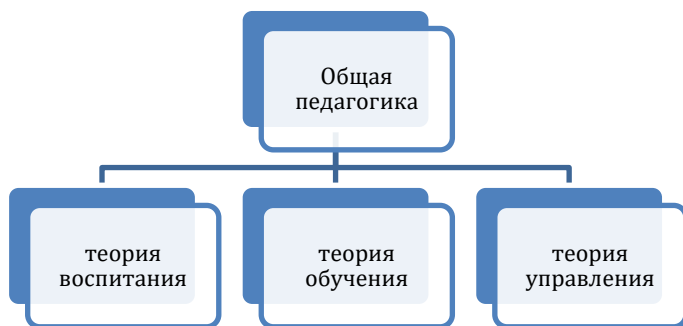 Общая
педагогика
теория
воспитания
теория
обучения
теория
управления